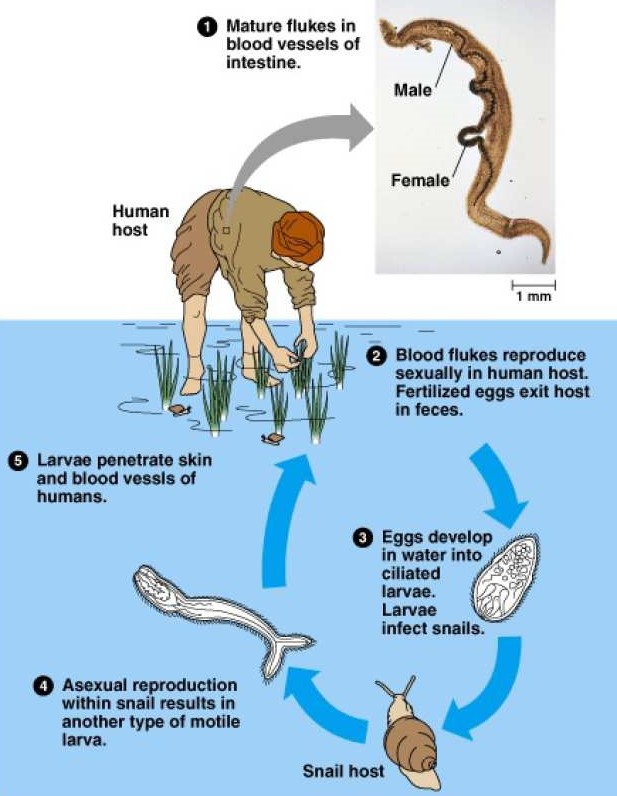 1 Mature flukes in
blood vessels of
intestine.
Male
Female
Human
host
1 mm
2 Blood flukes reproduce
sexually in human host.
Fertilized eggs exit host
in feces.
5 Larvae penetrate skin
and blood vessls of
humans.
3 Eggs develop
in water into
ciliated
larvae.
Larvae
infect snails.
4 Asexual reproduction
within snail results in
another type of motile
larva.
Snail host